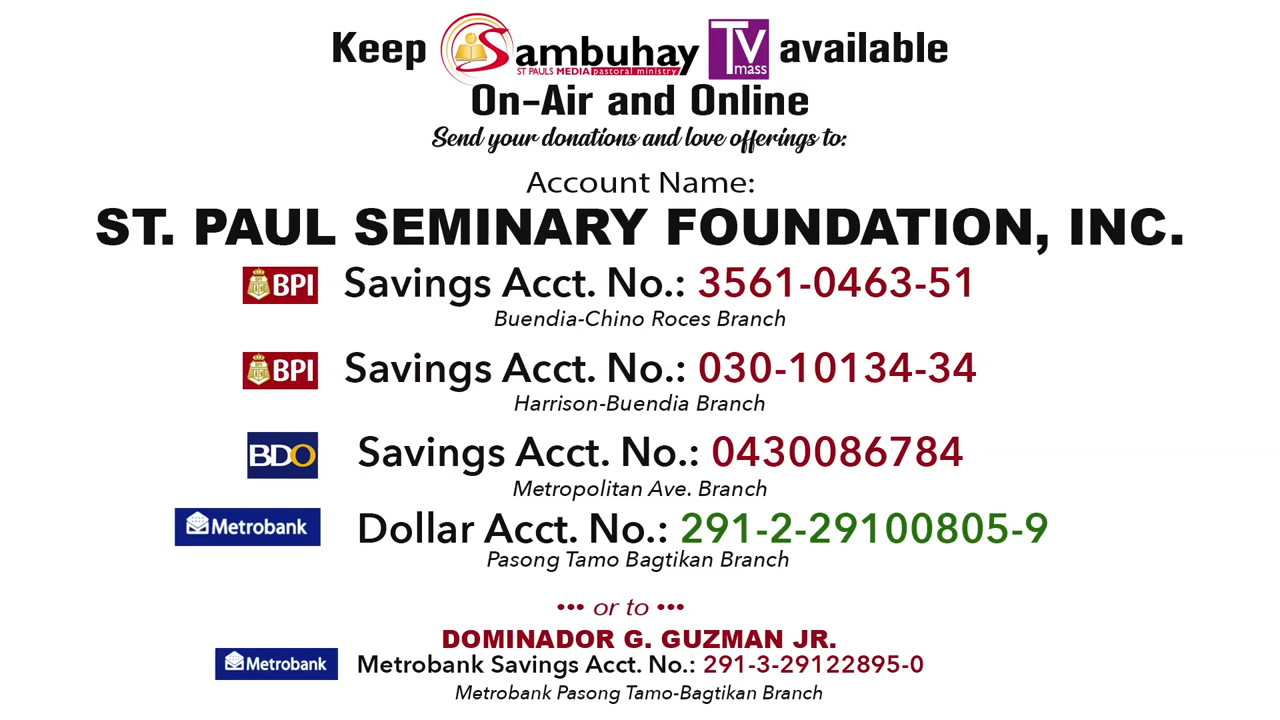 Keep Sambuhay TV mass available
ST PAULS MEDIA pastoral ministry
On-Air and Online
Send your donations and love offerings to:
Account Name:
ST. PAUL SEMINARY FOUNDATION, INC.
BPI Savings Acct. No.: 3561-0463-51
Buendia-Chino Roces Branch
BPI Savings Acct. No.: 030-10134-34
Harrison-Buendia Branch
BDO Savings Acct. No.: 0430086784
Metropolitan Ave. Branch
Metrobank Dollar Acct. No.: 291-2-29100805-9
Pasong Tamo Bagtikan Branch
••• or to •••
DOMINADOR G. GUZMAN JR.
Metrobank Metrobank Savings Acct. No.: 291-3-29122895-0
Metrobank Pasong Tamo-Bagtikan Branch